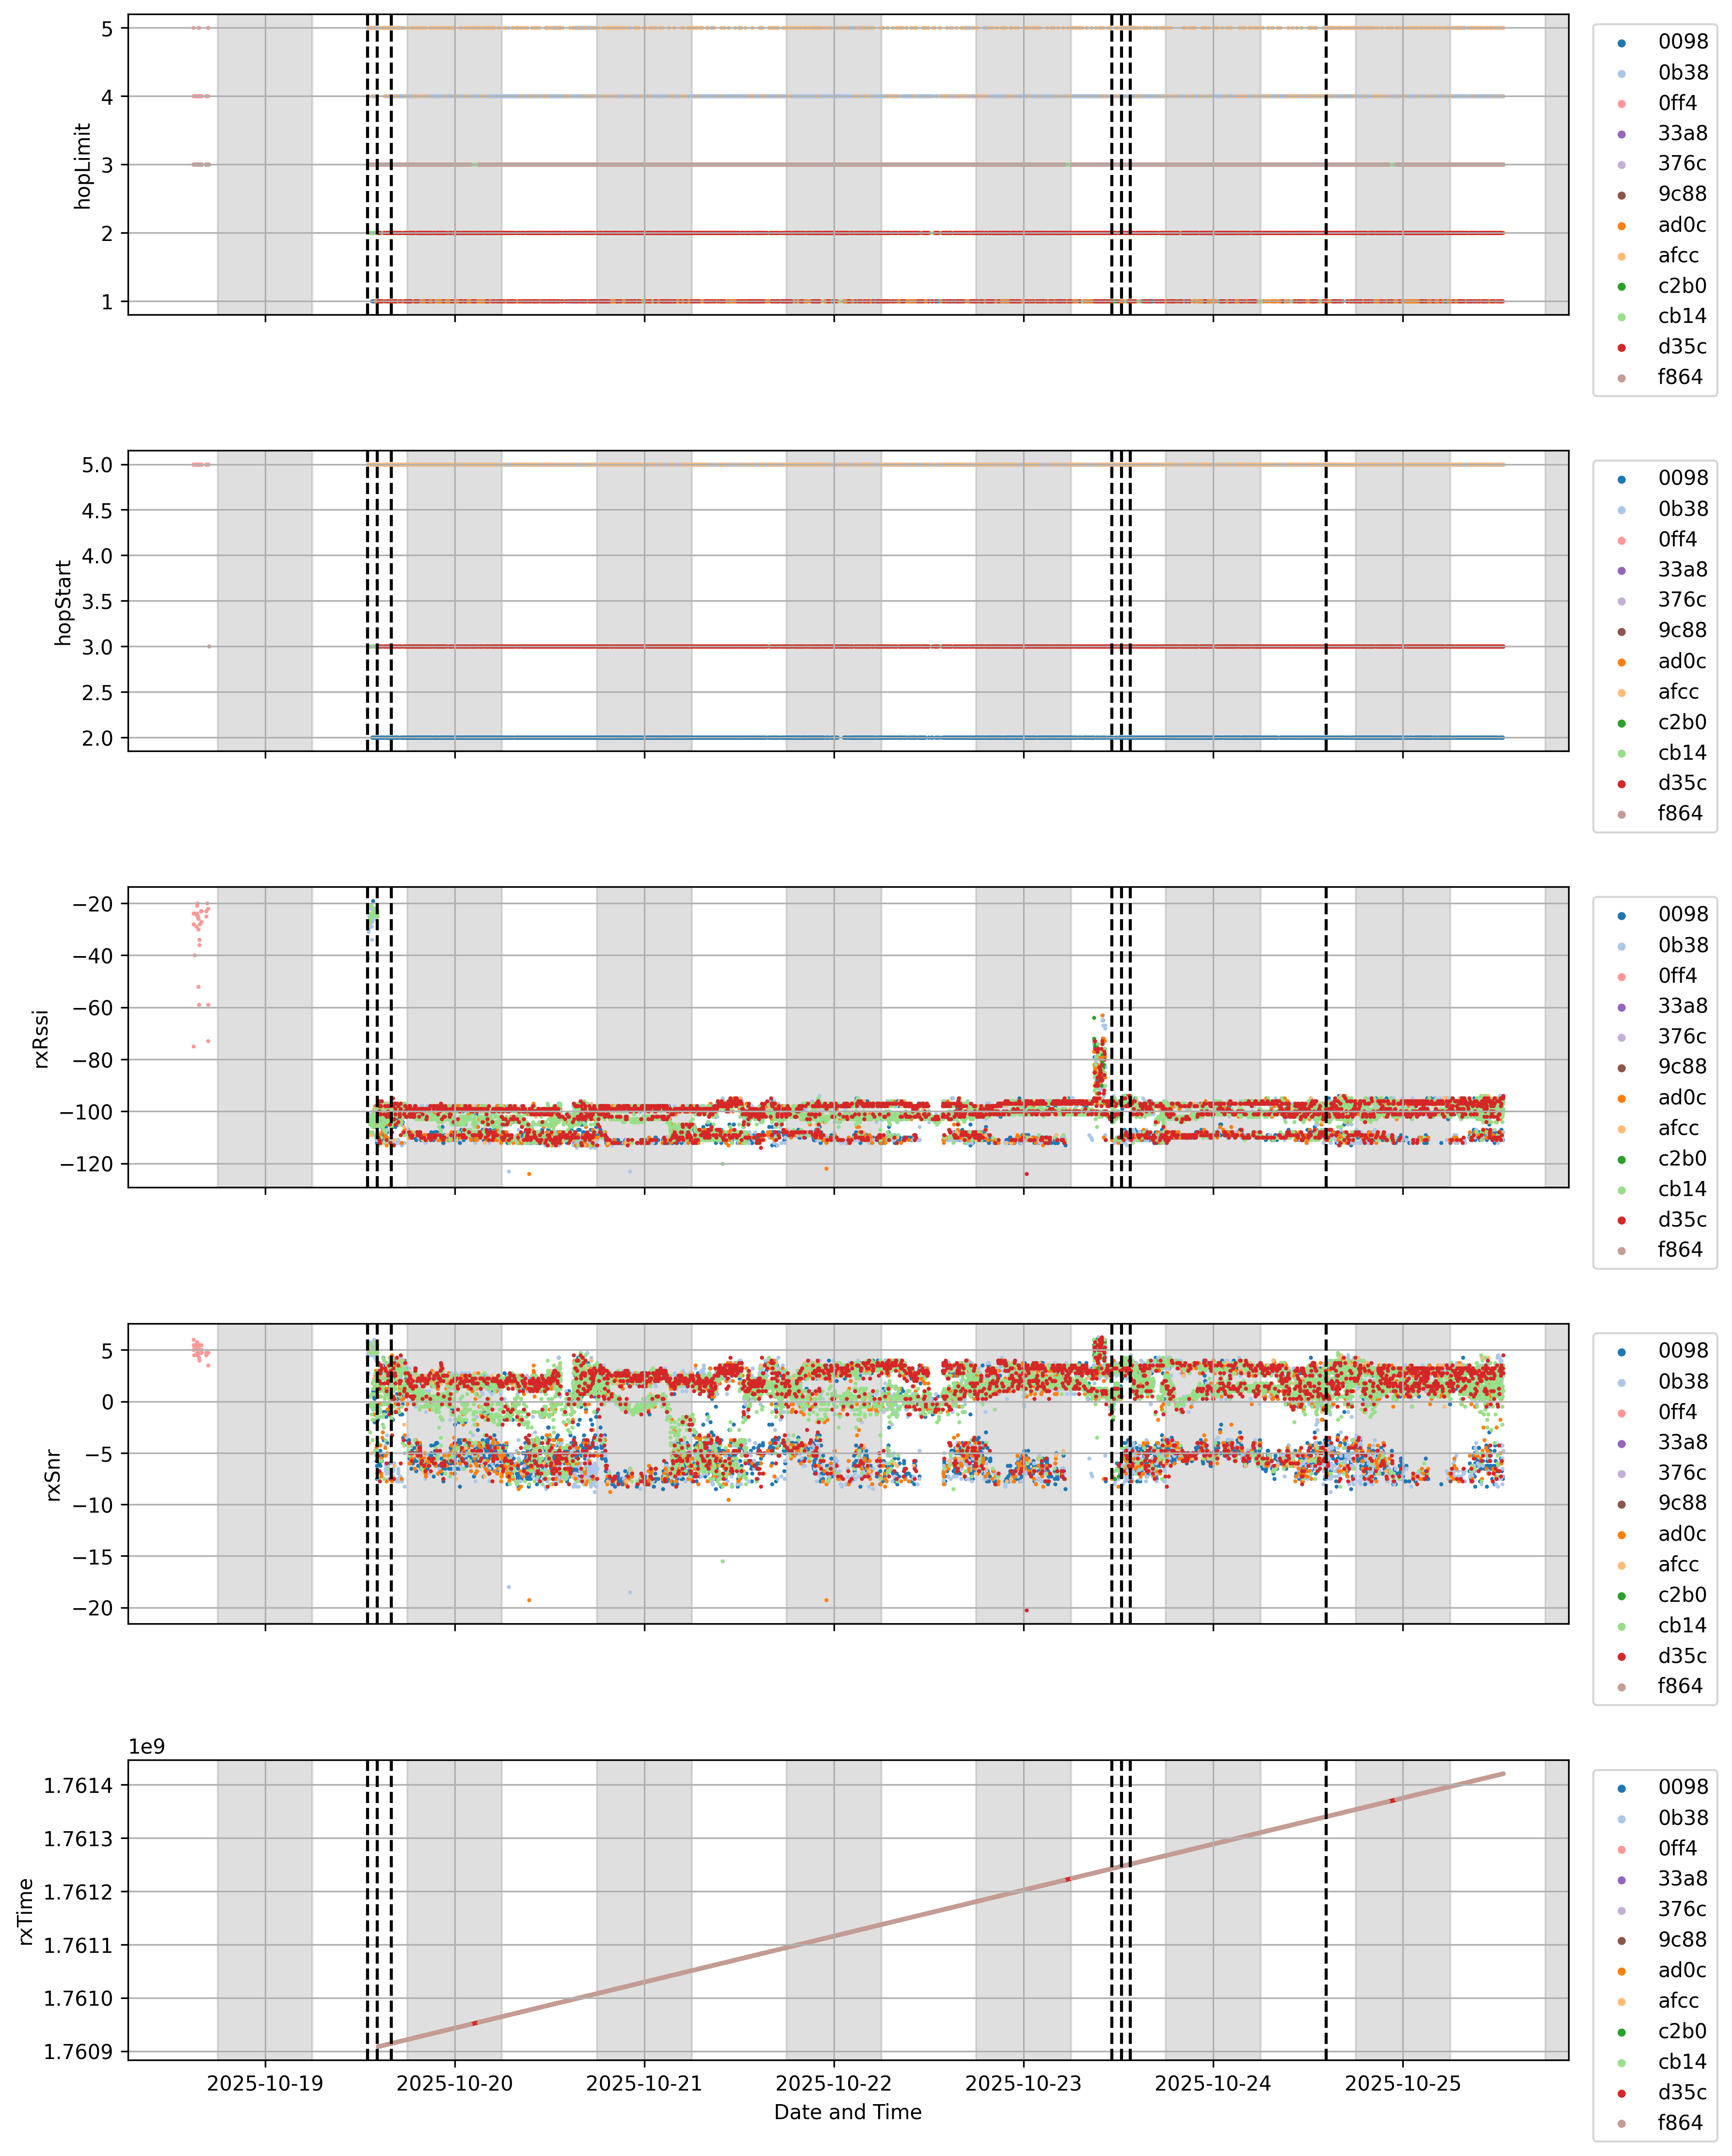 hopLimit
5
4
3
2
1
0098
0b38
0ff4
33a8
376c
9c88
ad0c
afcc
c2b0
cb14
d35c
f864
hopStart
5.0
4.5
4.0
3.5
3.0
2.5
2.0
0098
0b38
0ff4
33a8
376c
9c88
ad0c
afcc
c2b0
cb14
d35c
f864
rxRssi
−20
−40
−60
−80
−100
−120
0098
0b38
0ff4
33a8
376c
9c88
ad0c
afcc
c2b0
cb14
d35c
f864
rxSnr
5
0
−5
−10
−15
−20
0098
0b38
0ff4
33a8
376c
9c88
ad0c
afcc
c2b0
cb14
d35c
f864
1e9
rxTime
1.7614
1.7613
1.7612
1.7611
1.7610
1.7609
0098
0b38
0ff4
33a8
376c
9c88
ad0c
afcc
c2b0
cb14
d35c
f864
2025-10-19 2025-10-20 2025-10-21 2025-10-22 2025-10-23 2025-10-24 2025-10-25
Date and Time